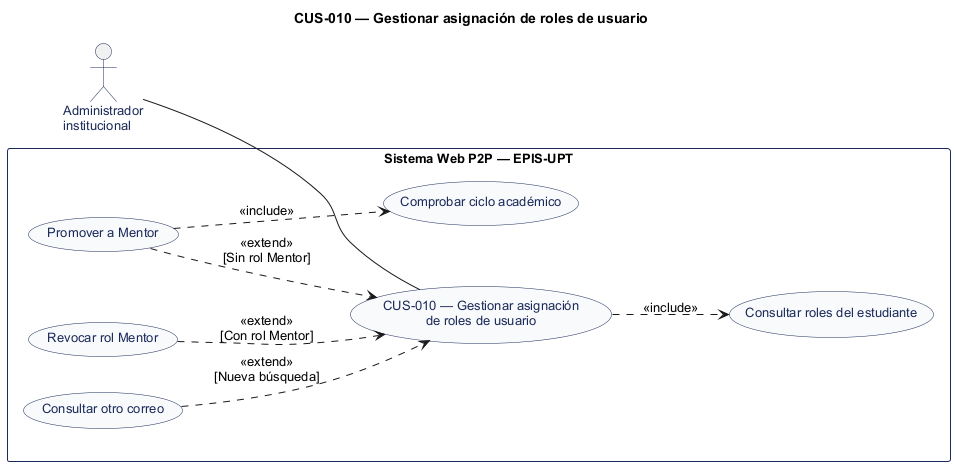 CUS-010 — Gestionar asignación de roles de usuario
Administrador
institucional
Sistema Web P2P — EPIS-UPT
Comprobar ciclo académico
«include»
Promover a Mentor
«extend»
[Sin rol Mentor]
CUS-010 — Gestionar asignación
de roles de usuario
«include»
Consultar roles del estudiante
«extend»
[Con rol Mentor]
Revocar rol Mentor
«extend»
[Nueva búsqueda]
Consultar otro correo